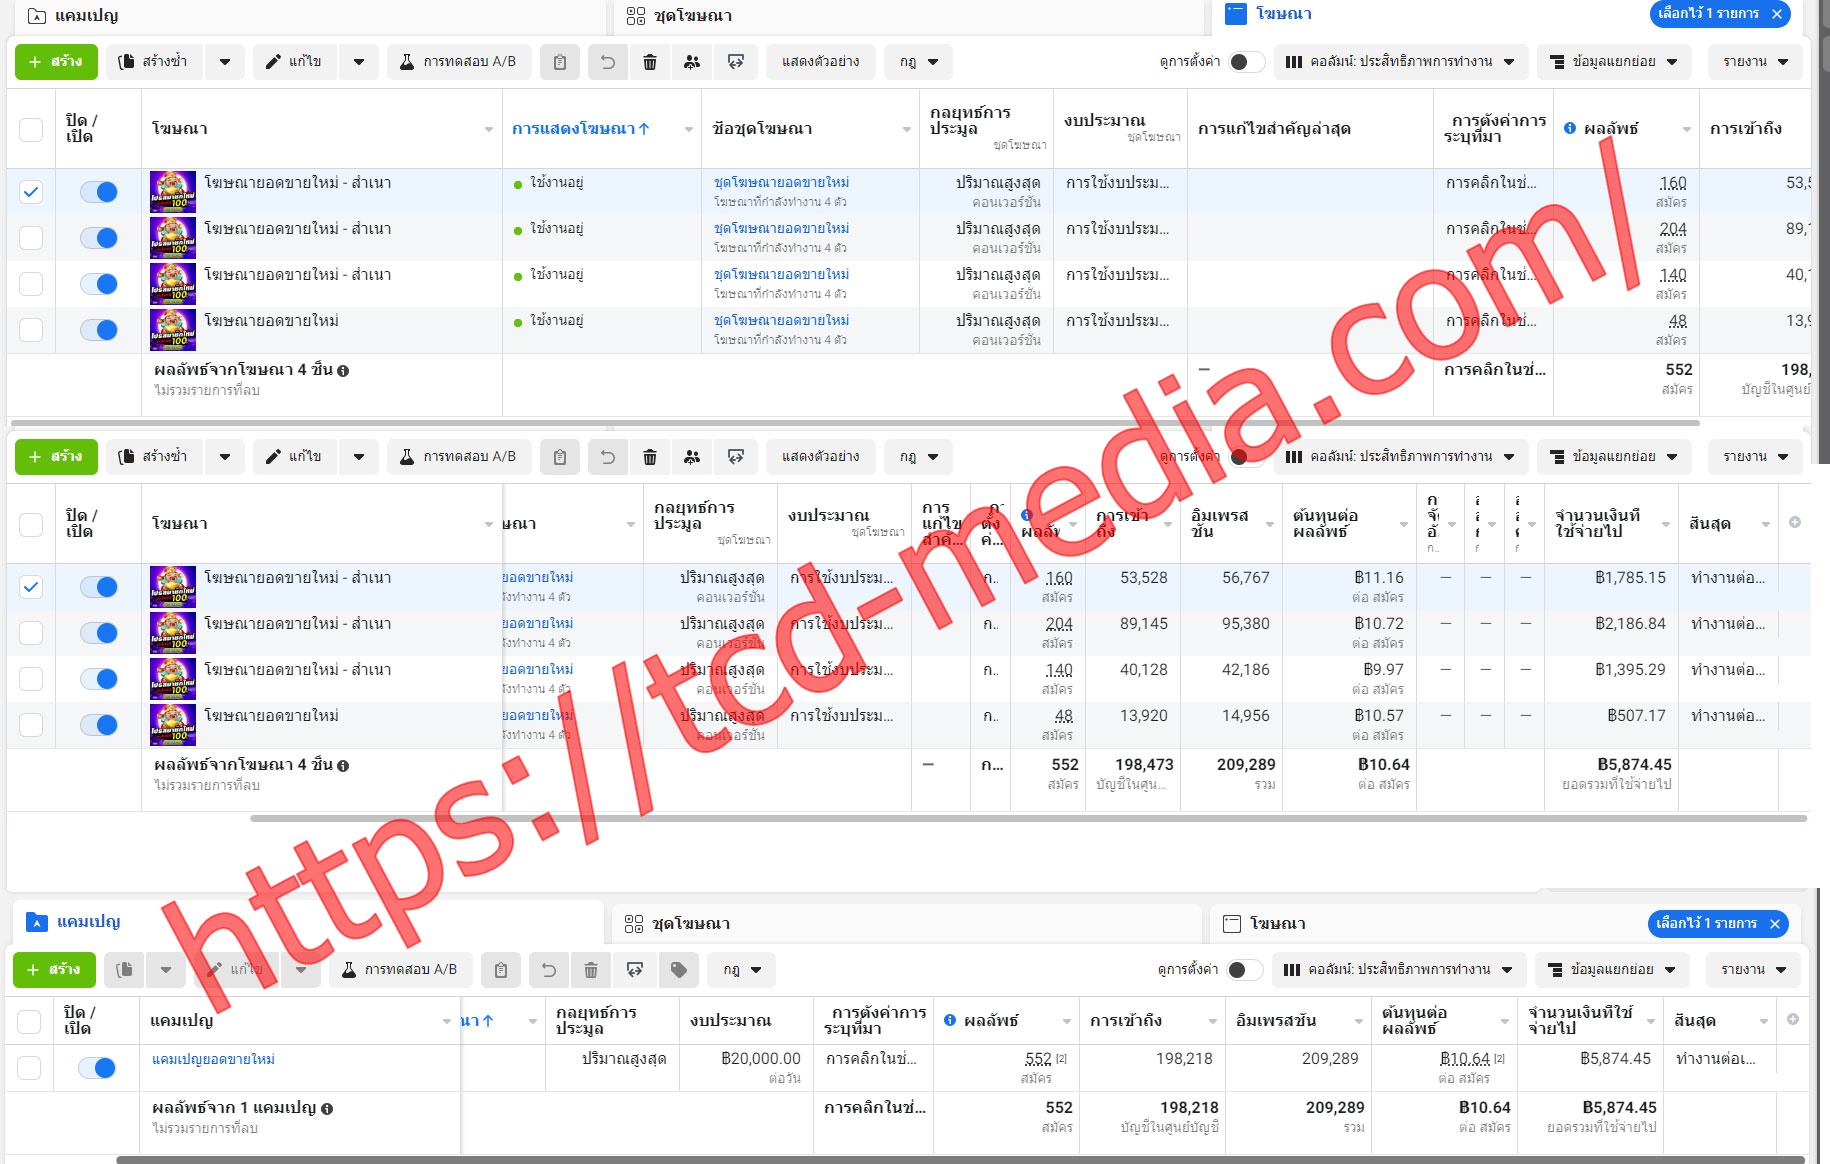 แคมเปญ ชุดโฆษณา โฆษณา เลือกไว้ 1 รายการ ×
+ สร้าง สร้างซ้ำ แก้ไข การทดสอบ A/B แสดงตัวอย่าง กฎ ดูการตั้งค่า คอลัมน์: ประสิทธิภาพการทำงาน ข้อมูลแยกย่อย รายงาน
ปิด / เปิด โฆษณา การแสดงโฆษณา ↑ ชื่อชุดโฆษณา กลยุทธ์การประมูล ชุดโฆษณา งบประมาณ ชุดโฆษณา การแก้ไขสำคัญล่าสุด การตั้งค่าการระบุที่มา ผลลัพธ์ การเข้าถึง
โฆษณายอดขายใหม่ - สำเนา ใช้งานอยู่ ชุดโฆษณายอดขายใหม่ ปริมาณสูงสุด การใช้งบประม... การคลิกในช่... 160 53,5
โฆษณาที่กำลังทำงาน 4 ตัว คอนเวอร์ชั่น สมัคร
โฆษณายอดขายใหม่ - สำเนา ใช้งานอยู่ ชุดโฆษณายอดขายใหม่ ปริมาณสูงสุด การใช้งบประม... การคลิกในช่... 204 89,1
โฆษณาที่กำลังทำงาน 4 ตัว คอนเวอร์ชั่น สมัคร
โฆษณายอดขายใหม่ - สำเนา ใช้งานอยู่ ชุดโฆษณายอดขายใหม่ ปริมาณสูงสุด การใช้งบประม... การคลิกในช่... 140 40,1
โฆษณาที่กำลังทำงาน 4 ตัว คอนเวอร์ชั่น สมัคร
โฆษณายอดขายใหม่ ใช้งานอยู่ ชุดโฆษณายอดขายใหม่ ปริมาณสูงสุด การใช้งบประม... การคลิกในช่... 48 13,9
โฆษณาที่กำลังทำงาน 4 ตัว คอนเวอร์ชั่น สมัคร
ผลลัพธ์จากโฆษณา 4 ชิ้น — การคลิกในช่... 552 198,
ไม่รวมรายการที่ลบ สมัคร บัญชีในศูนย์
+ สร้าง สร้างซ้ำ แก้ไข การทดสอบ A/B แสดงตัวอย่าง กฎ ดูการตั้งค่า คอลัมน์: ประสิทธิภาพการทำงาน ข้อมูลแยกย่อย รายงาน
ปิด / เปิด โฆษณา ษณา กลยุทธ์การประมูล ชุดโฆษณา งบประมาณ ชุดโฆษณา การแก้ไขสำคั... ผลลัพ การเข้าถึง อิมเพรสชัน ต้นทุนต่อผลลัพธ์ จำนวนเงินที่ใช้จ่ายไป สิ้นสุด
โฆษณายอดขายใหม่ - สำเนา ยอดขายใหม่ ปริมาณสูงสุด การใช้งบประม... ก.. 160 53,528 56,767 ฿11.16 — — — ฿1,785.15 ทำงานต่อ...
ังทำงาน 4 ตัว คอนเวอร์ชั่น สมัคร ต่อ สมัคร
โฆษณายอดขายใหม่ - สำเนา ยอดขายใหม่ ปริมาณสูงสุด การใช้งบประม... ก.. 204 89,145 95,380 ฿10.72 — — — ฿2,186.84 ทำงานต่อ...
ังทำงาน 4 ตัว คอนเวอร์ชั่น สมัคร ต่อ สมัคร
โฆษณายอดขายใหม่ - สำเนา ยอดขายใหม่ ปริมาณสูงสุด การใช้งบประม... ก.. 140 40,128 42,186 ฿9.97 — — — ฿1,395.29 ทำงานต่อ...
ังทำงาน 4 ตัว คอนเวอร์ชั่น สมัคร ต่อ สมัคร
โฆษณายอดขายใหม่ ยอดขายใหม่ ปริมาณสูงสุด การใช้งบประม... ก.. 48 13,920 14,956 ฿10.57 — — — ฿507.17 ทำงานต่อ...
ังทำงาน 4 ตัว คอนเวอร์ชั่น สมัคร ต่อ สมัคร
ผลลัพธ์จากโฆษณา 4 ชิ้น — ก... 552 198,473 209,289 ฿10.64 ฿5,874.45
ไม่รวมรายการที่ลบ สมัคร บัญชีในศูน... รวม ต่อ สมัคร ยอดรวมที่ใช้จ่ายไป
https://tcd-media.com/
แคมเปญ ชุดโฆษณา โฆษณา เลือกไว้ 1 รายการ ×
+ สร้าง แก้ไข การทดสอบ A/B กฎ ดูการตั้งค่า คอลัมน์: ประสิทธิภาพการทำงาน ข้อมูลแยกย่อย รายงาน
ปิด / เปิด แคมเปญ ณา ↑ กลยุทธ์การประมูล งบประมาณ การตั้งค่าการระบุที่มา ผลลัพธ์ การเข้าถึง อิมเพรสชัน ต้นทุนต่อผลลัพธ์ จำนวนเงินที่ใช้จ่ายไป สิ้นสุด
แคมเปญยอดขายใหม่ ปริมาณสูงสุด ฿20,000.00 การคลิกในช่... 552 [2] 198,218 209,289 ฿10.64 [2] ฿5,874.45 ทำงานต่อเ...
ต่อวัน สมัคร ต่อ สมัคร
ผลลัพธ์จาก 1 แคมเปญ การคลิกในช่... 552 198,218 209,289 ฿10.64 ฿5,874.45
ไม่รวมรายการที่ลบ สมัคร บัญชีในศูนย์บัญชี รวม ต่อ สมัคร ยอดรวมที่ใช้จ่ายไป